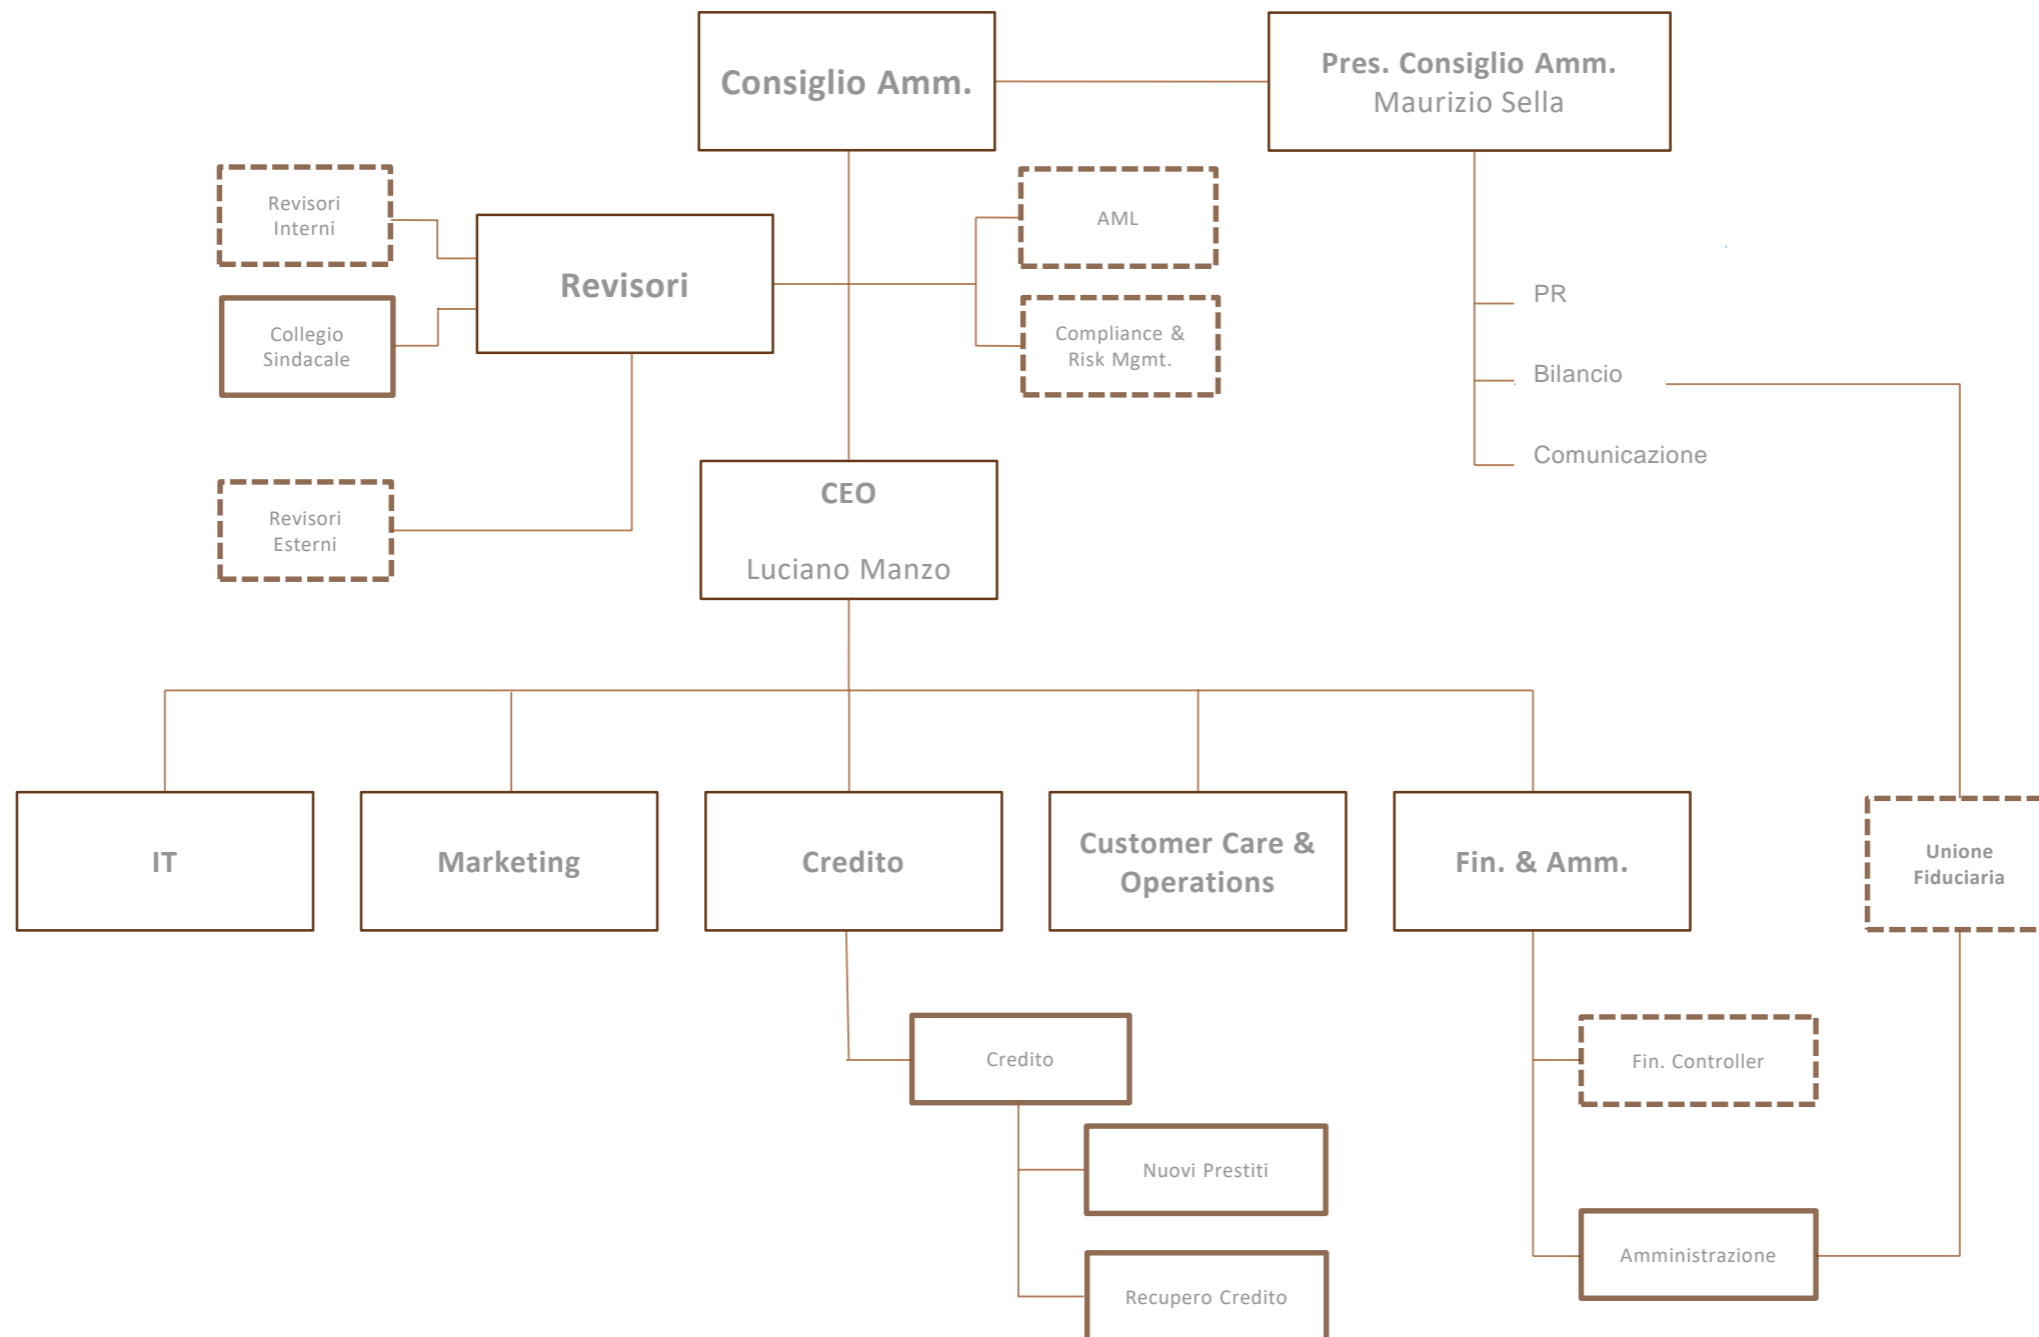 Consiglio Amm.
Pres. Consiglio Amm.
Maurizio Sella
Revisori
Interni
AML
Revisori
PR
Collegio
Sindacale
Compliance &
Risk Mgmt.
Bilancio
Comunicazione
CEO
Luciano Manzo
Revisori
Esterni
IT
Marketing
Credito
Customer Care &
Operations
Fin. & Amm.
Unione
Fiduciaria
Credito
Fin. Controller
Nuovi Prestiti
Amministrazione
Recupero Credito